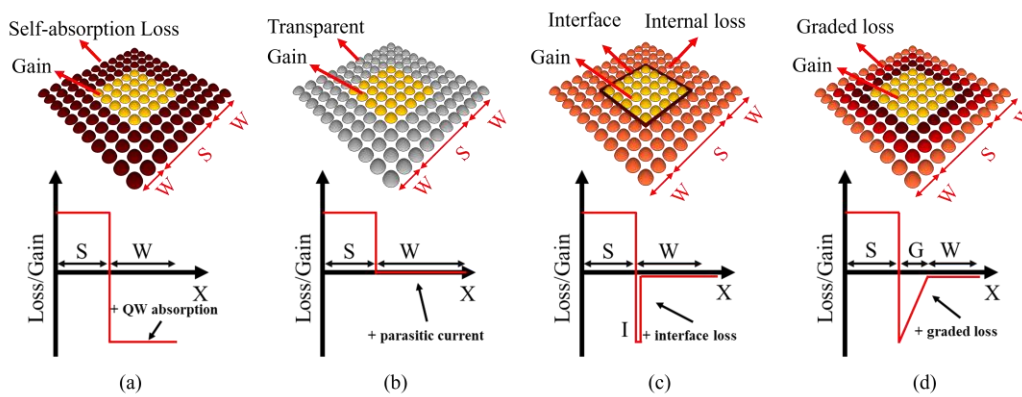 Self-absorption Loss
Gain
W
S
W
Loss/Gain
S
W
X
+ QW absorption
(a)
Transparent
Gain
W
S
W
Loss/Gain
S
W
X
+ parasitic current
(b)
Interface
Internal loss
Gain
W
S
W
Loss/Gain
S
W
X
I
+ interface loss
(c)
Graded loss
Gain
W
S
W
Loss/Gain
S
G
W
X
+ graded loss
(d)